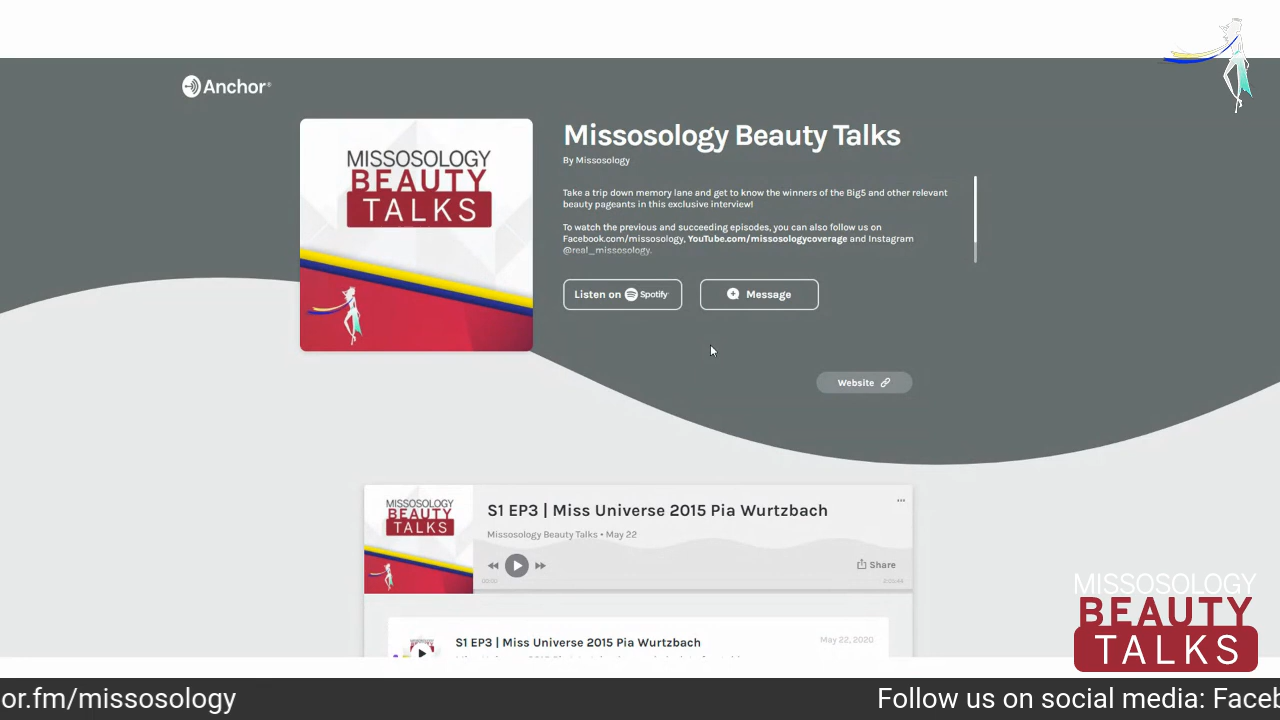 Anchor
MISSOSOLOGY
BEAUTY
TALKS
Missosology Beauty Talks
By Missosology
Take a trip down memory lane and get to know the winners of the Big5 and other relevant
beauty pageants in this exclusive interview!
To watch the previous and succeeding episodes, you can also follow us on
Facebook.com/missosology, YouTube.com/missosologycoverage and Instagram
@real_missosology.
Listen on Spotify
Message
Website
MISSOSOLOGY
BEAUTY
TALKS
S1 EP3 | Miss Universe 2015 Pia Wurtzbach
Missosology Beauty Talks • May 22
Share
00:00
S1 EP3 | Miss Universe 2015 Pia Wurtzbach
May 22, 2020
MISSOSOLOGY
BEAUTY
TALKS
or.fm/missosology
Follow us on social media: Faceb